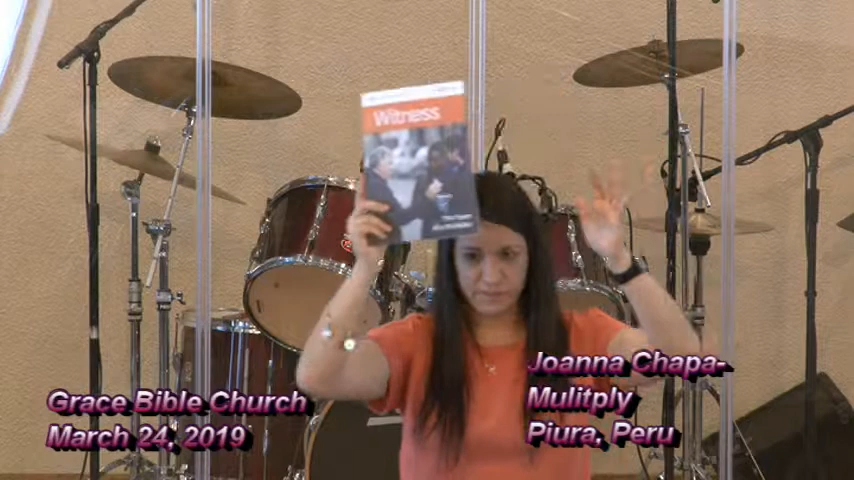 Witness
Joanna Chapa-
Mulitply
Piura, Peru
Grace Bible Church
March 24, 2019